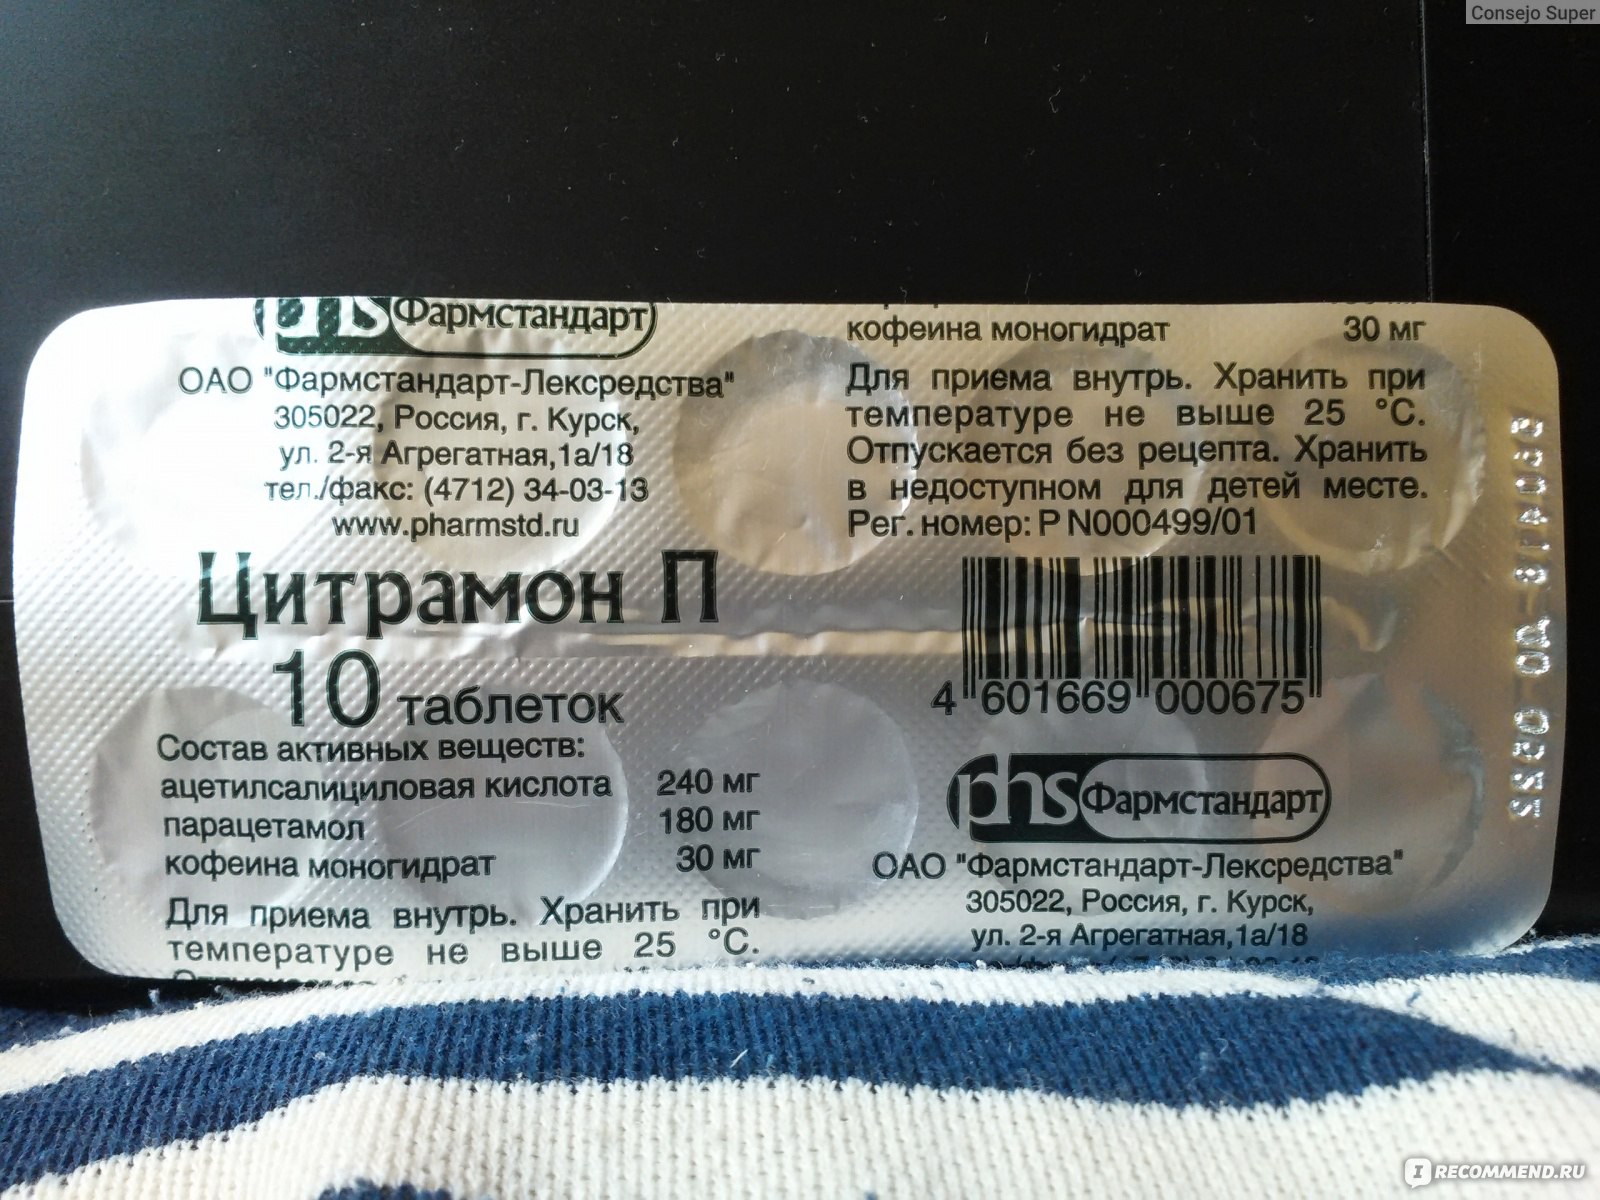 Consejo Super
phs Фармстандарт
ОАО "Фармстандарт-Лексредства"
305022, Россия, г. Курск,
ул. 2-я Агрегатная,1а/18
тел./факс: (4712) 34-03-13
www.pharmstd.ru
Цитрамон П
10 таблеток
Состав активных веществ:
ацетилсалициловая кислота 240 мг
парацетамол 180 мг
кофеина моногидрат 30 мг
Для приема внутрь. Хранить при
температуре не выше 25 °С.
кофеина моногидрат 30 мг
Для приема внутрь. Хранить при
температуре не выше 25 °С.
Отпускается без рецепта. Хранить
в недоступном для детей месте.
Рег. номер: Р N000499/01
4 601669 000675
phs Фармстандарт
ОАО "Фармстандарт-Лексредства"
305022, Россия, г. Курск,
ул. 2-я Агрегатная,1а/18
IRECOMMEND.RU